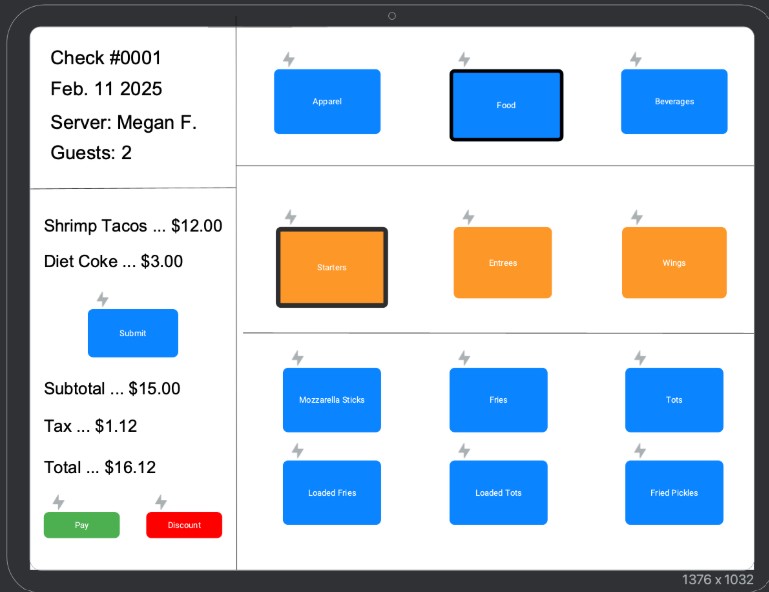 Check #0001
Feb. 11 2025
Server: Megan F.
Guests: 2
Shrimp Tacos ... $12.00
Diet Coke ... $3.00
Submit
Subtotal ... $15.00
Tax ... $1.12
Total ... $16.12
Pay
Discount
Apparel
Food
Beverages
Starters
Entrees
Wings
Mozzarella Sticks
Fries
Tots
Loaded Fries
Loaded Tots
Fried Pickles
1376 x 1032